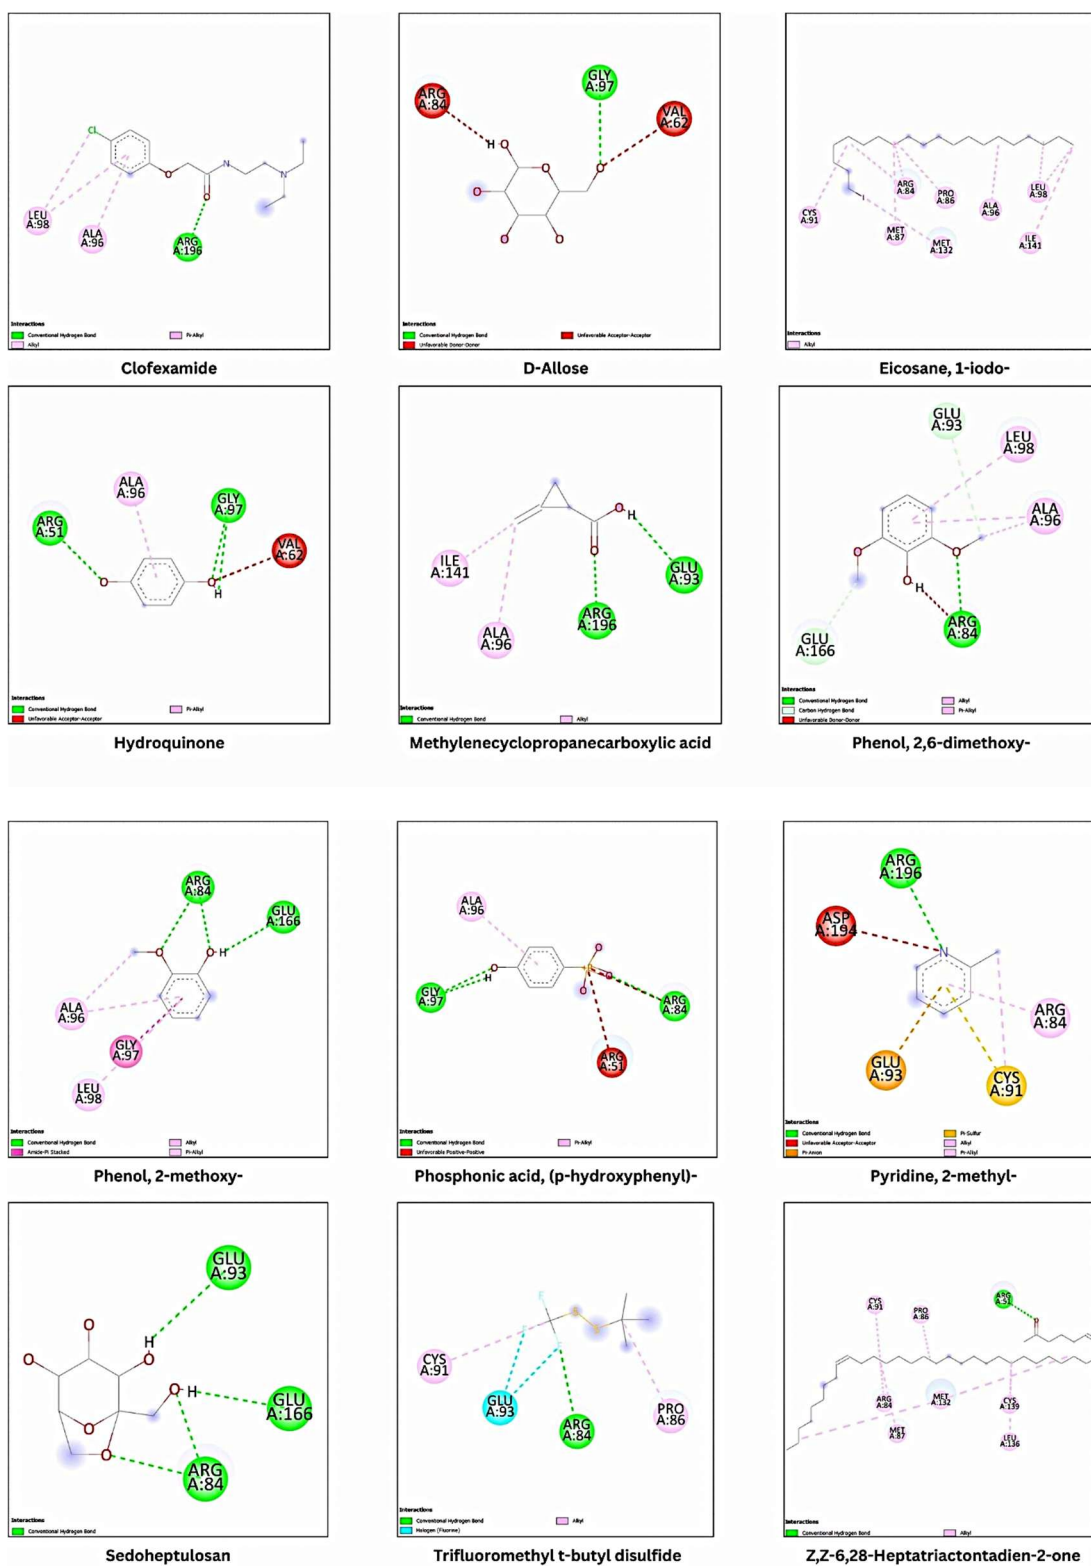 Cl
O
O
N
N
LEU
A:98
ALA
A:96
ARG
A:196
Interactions
Conventional Hydrogen Bond
Alkyl
Pi-Alkyl
Clofexamide
ARG
A:84
GLY
A:97
VAL
A:62
H
O
O
O
O
O
O
Interactions
Conventional Hydrogen Bond
Unfavorable Donor-Donor
Unfavorable Acceptor-Acceptor
D-Allose
CYS
A:91
ARG
A:84
PRO
A:86
MET
A:87
MET
A:132
ALA
A:96
LEU
A:98
ILE
A:141
I
Interactions
Alkyl
Eicosane, 1-iodo-
ARG
A:51
ALA
A:96
GLY
A:97
VAL
A:62
O
O
H
Interactions
Conventional Hydrogen Bond
Unfavorable Acceptor-Acceptor
Pi-Alkyl
Hydroquinone
O
H
O
ILE
A:141
ALA
A:96
ARG
A:196
GLU
A:93
Interactions
Conventional Hydrogen Bond
Alkyl
Methylenecyclopropanecarboxylic acid
GLU
A:93
LEU
A:98
ALA
A:96
O
O
O
H
GLU
A:166
ARG
A:84
Interactions
Conventional Hydrogen Bond
Carbon Hydrogen Bond
Unfavorable Donor-Donor
Alkyl
Pi-Alkyl
Phenol, 2,6-dimethoxy-
ARG
A:84
GLU
A:166
O
O
H
ALA
A:96
GLY
A:97
LEU
A:98
Interactions
Conventional Hydrogen Bond
Amide-Pi Stacked
Alkyl
Pi-Alkyl
Phenol, 2-methoxy-
ALA
A:96
O
H
O
P
O
O
GLY
A:97
ARG
A:84
ARG
A:51
Interactions
Conventional Hydrogen Bond
Unfavorable Positive-Positive
Pi-Alkyl
Phosphonic acid, (p-hydroxyphenyl)-
ARG
A:196
ASP
A:194
N
ARG
A:84
GLU
A:93
CYS
A:91
Interactions
Conventional Hydrogen Bond
Unfavorable Acceptor-Acceptor
Pi-Anion
Pi-Sulfur
Alkyl
Pi-Alkyl
Pyridine, 2-methyl-
GLU
A:93
O
H
O
O
O
H
O
O
GLU
A:166
ARG
A:84
Interactions
Conventional Hydrogen Bond
Sedoheptulosan
F
F
F
S
S
CYS
A:91
GLU
A:93
ARG
A:84
PRO
A:86
Interactions
Conventional Hydrogen Bond
Halogen (Fluorine)
Alkyl
Trifluoromethyl t-butyl disulfide
CYS
A:91
PRO
A:86
ARG
A:51
O
ARG
A:84
MET
A:87
MET
A:132
CYS
A:139
LEU
A:136
Interactions
Conventional Hydrogen Bond
Alkyl
Z,Z-6,28-Heptatriactontadien-2-one